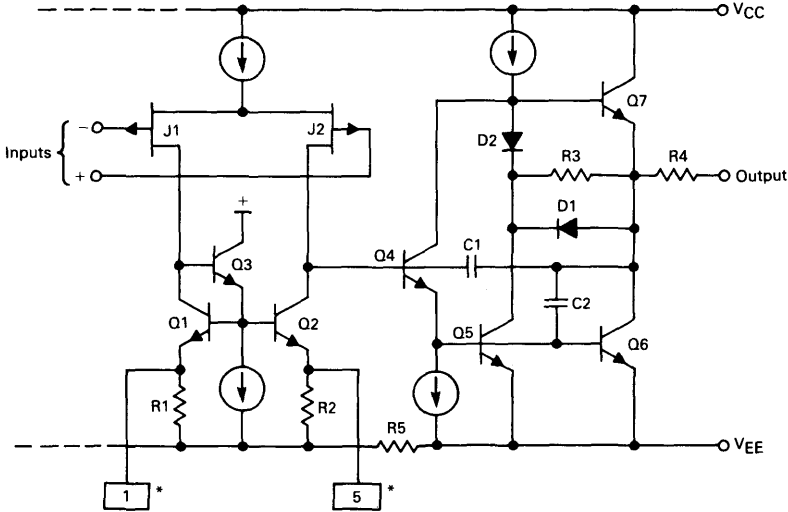 VCC
Q7
J1
J2
Inputs
−
+
D2
R3
R4
Output
D1
+
Q3
Q4
C1
C2
Q1
Q2
Q5
Q6
R1
R2
R5
VEE
1 *
5 *